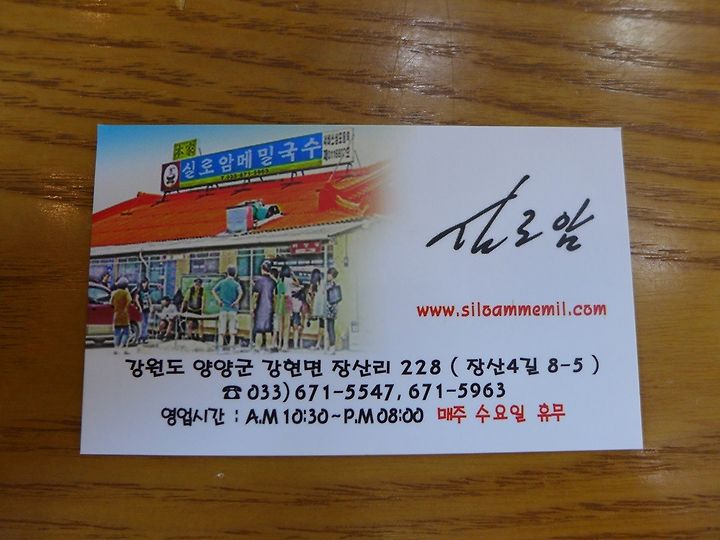 실로암메밀국수
실로암
www.siloammemil.com
강원도 양양군 강현면 장산리 228 ( 장산4길 8-5 )
☎ 033) 671-5547, 671-5963
영업시간 : A.M 10:30 ~ P.M 08:00 매주 수요일 휴무